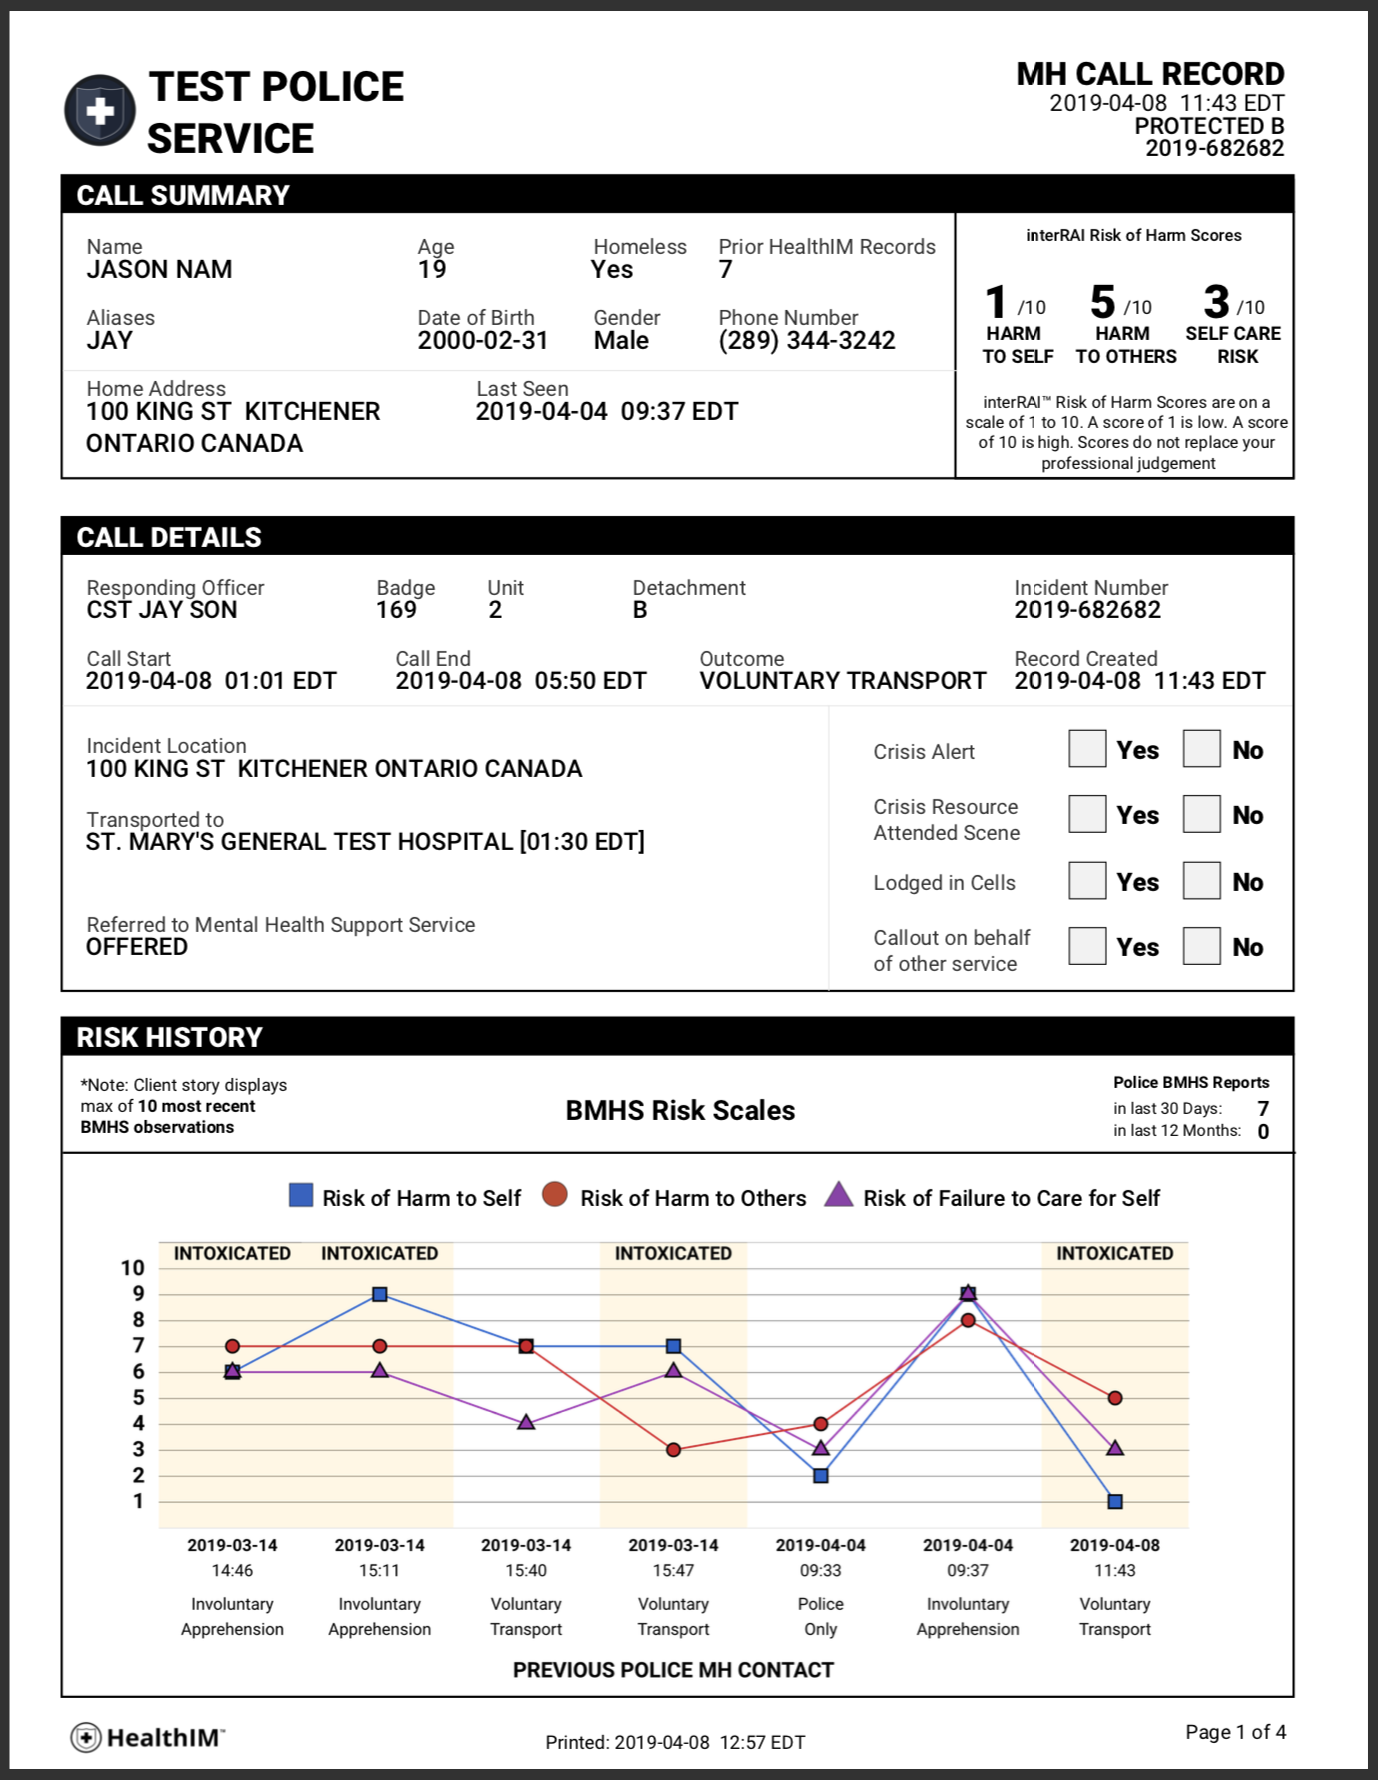 TEST POLICE
SERVICE
MH CALL RECORD
2019-04-08 11:43 EDT
PROTECTED B
2019-682682
CALL SUMMARY
Name Age Homeless Prior HealthIM Records
JASON NAM 19 Yes 7
Aliases Date of Birth Gender Phone Number
JAY 2000-02-31 Male (289) 344-3242
Home Address Last Seen
100 KING ST KITCHENER 2019-04-04 09:37 EDT
ONTARIO CANADA
interRAI Risk of Harm Scores
1 /10 5 /10 3 /10
HARM HARM SELF CARE
TO SELF TO OTHERS RISK
interRAI™ Risk of Harm Scores are on a
scale of 1 to 10. A score of 1 is low. A score
of 10 is high. Scores do not replace your
professional judgement
CALL DETAILS
Responding Officer Badge Unit Detachment Incident Number
CST JAY SON 169 2 B 2019-682682
Call Start Call End Outcome Record Created
2019-04-08 01:01 EDT 2019-04-08 05:50 EDT VOLUNTARY TRANSPORT 2019-04-08 11:43 EDT
Incident Location
100 KING ST KITCHENER ONTARIO CANADA
Transported to
ST. MARY'S GENERAL TEST HOSPITAL [01:30 EDT]
Referred to Mental Health Support Service
OFFERED
Crisis Alert Yes No
Crisis Resource
Attended Scene Yes No
Lodged in Cells Yes No
Callout on behalf
of other service Yes No
RISK HISTORY
*Note: Client story displays
max of 10 most recent
BMHS observations
BMHS Risk Scales
Police BMHS Reports
in last 30 Days: 7
in last 12 Months: 0
Risk of Harm to Self Risk of Harm to Others Risk of Failure to Care for Self
INTOXICATED INTOXICATED INTOXICATED INTOXICATED
10
9
8
7
6
5
4
3
2
1
2019-03-14 2019-03-14 2019-03-14 2019-03-14 2019-04-04 2019-04-04 2019-04-08
14:46 15:11 15:40 15:47 09:33 09:37 11:43
Involuntary Involuntary Voluntary Voluntary Police Involuntary Voluntary
Apprehension Apprehension Transport Transport Only Apprehension Transport
PREVIOUS POLICE MH CONTACT
HealthIM™
Printed: 2019-04-08 12:57 EDT
Page 1 of 4